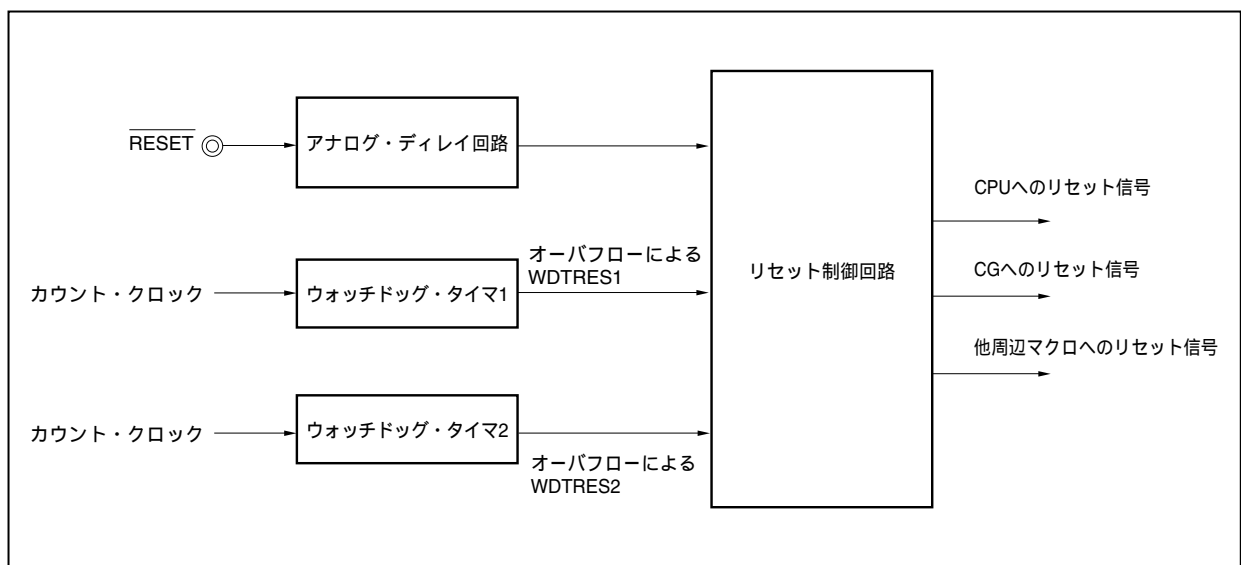 RESET
アナログ・ディレイ回路
カウント・クロック
ウォッチドッグ・タイマ1
オーバフローによる
WDTRES1
カウント・クロック
ウォッチドッグ・タイマ2
オーバフローによる
WDTRES2
リセット制御回路
CPUへのリセット信号
CGへのリセット信号
他周辺マクロへのリセット信号